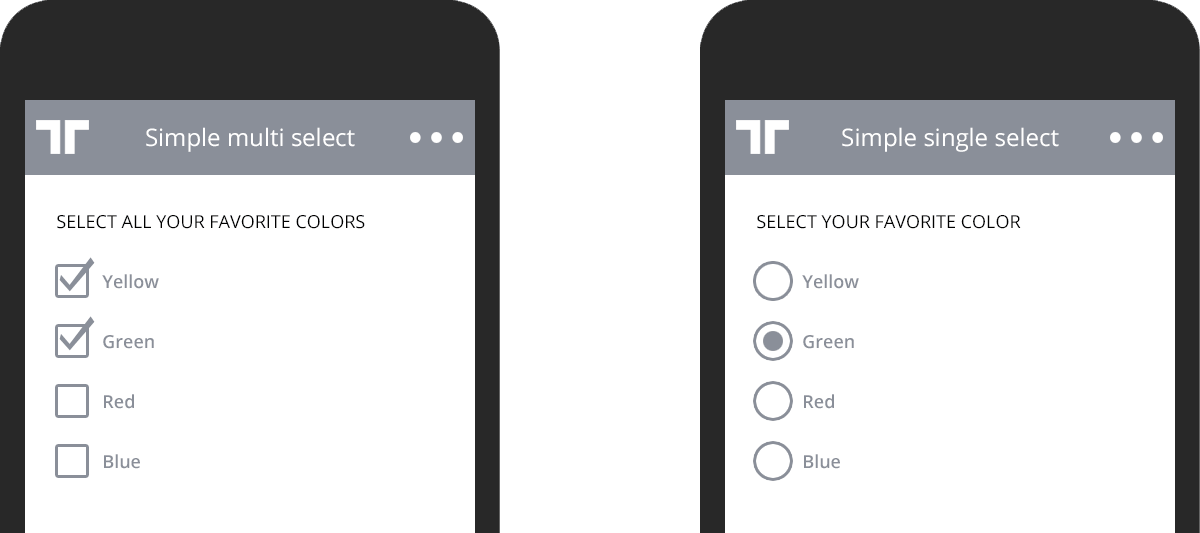 Simple multi select
SELECT ALL YOUR FAVORITE COLORS
Yellow
Green
Red
Blue
Simple single select
SELECT YOUR FAVORITE COLOR
Yellow
Green
Red
Blue